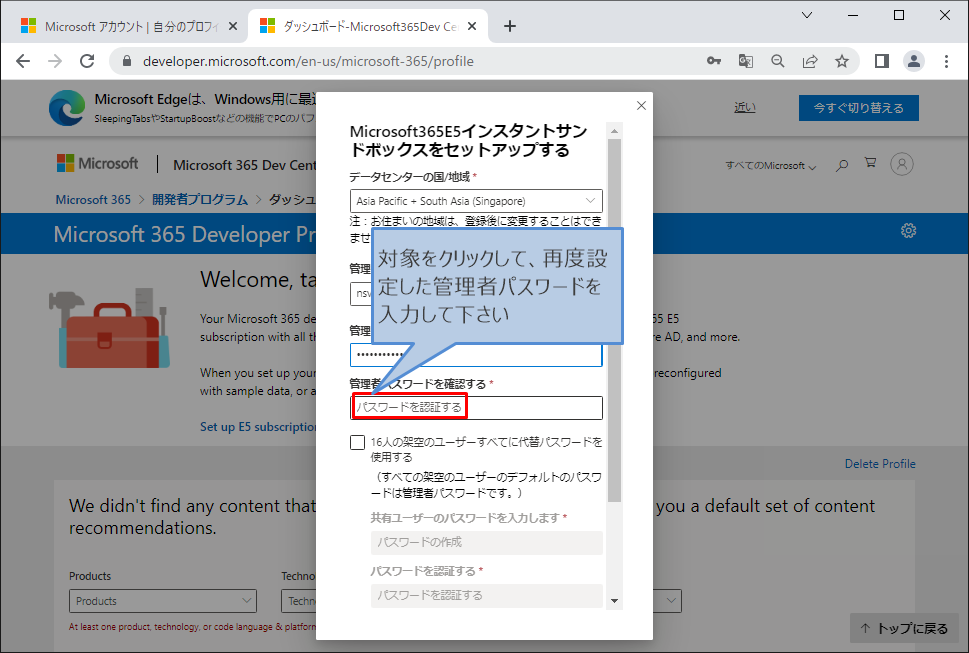 Microsoft アカウント | 自分のプロフィ
ダッシュボード-Microsoft365Dev Ce
developer.microsoft.com/en-us/microsoft-365/profile
Microsoft Edgeは、Windows用に最
SleepingTabsやStartupBoostなどの機能でPCのパフ
近い
今すぐ切り替える
Microsoft
Microsoft 365 Dev Cent
すべてのMicrosoft
Microsoft 365 > 開発者プログラム > ダッシュ
Microsoft 365 Developer Pr
Welcome, ta
Your Microsoft 365 de
55 E5
subscription with all th
re AD, and more.
When you set up your
reconfigured
with sample data, or a
Set up E5 subscription
Delete Profile
We didn't find any content that
you a default set of content
recommendations.
Products
Techno
Products
Techn
At least one product, technology, or code language & platform
トップに戻る
Microsoft365E5インスタントサン
ドボックスをセットアップする
データセンターの国/地域 *
Asia Pacific + South Asia (Singapore)
注：お住まいの地域は、登録後に変更することはでき
ませ
対象をクリックして、再度設
定した管理者パスワードを
入力して下さい
管理
nsv
管理
••••••••••••
管理者パスワードを確認する *
パスワードを認証する
16人の架空のユーザーすべてに代替パスワードを
使用する
（すべての架空のユーザーのデフォルトのパスワ
ードは管理者パスワードです。）
共有ユーザーのパスワードを入力します *
パスワードの作成
パスワードを認証する *
パスワードを認証する